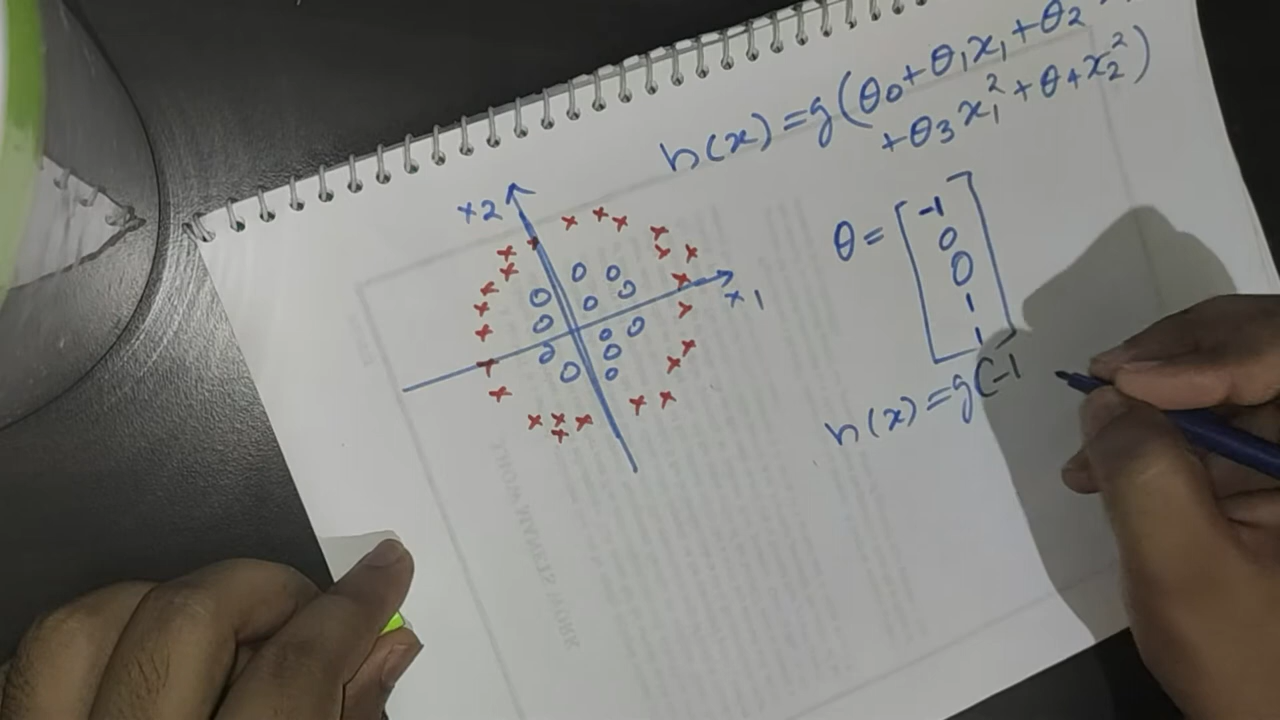 h(x)=g(θ0+θ1x1+θ2
+θ3x1²+θ4x2²)
x2
x1
θ=[-1
0
0
1
1]
h(x)=g(-1